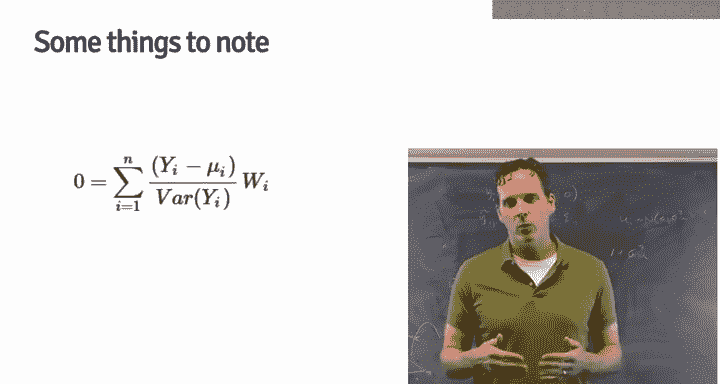 Some things to note
0 = \sum_{i=1}^{n} \frac{(Y_i - \mu_i)}{Var(Y_i)} W_i